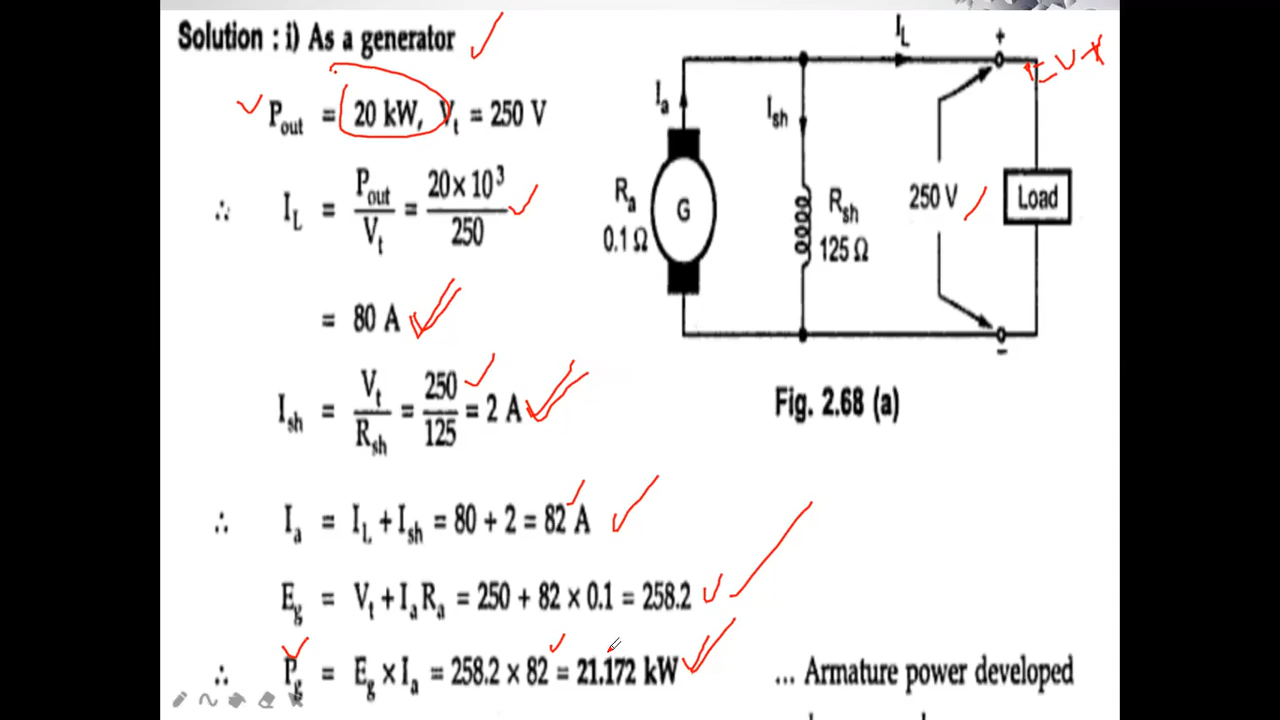 Solution : i) As a generator
P_out = 20 kW, V_t = 250 V
∴ I_L = P_out / V_t = 20 × 10³ / 250
= 80 A
I_sh = V_t / R_sh = 250 / 125 = 2 A
∴ I_a = I_L + I_sh = 80 + 2 = 82 A
E_g = V_t + I_a R_a = 250 + 82 × 0.1 = 258.2
∴ P_g = E_g × I_a = 258.2 × 82 = 21.172 kW
... Armature power developed
I_L
+
I_a
I_sh
R_a
0.1 Ω
G
R_sh
125 Ω
250 V
Load
−
Fig. 2.68 (a)